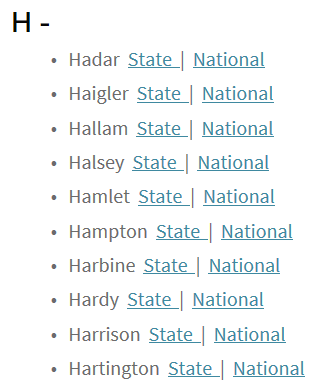 H -
• Hadar State | National
• Haigler State | National
• Hallam State | National
• Halsey State | National
• Hamlet State | National
• Hampton State | National
• Harbine State | National
• Hardy State | National
• Harrison State | National
• Hartington State | National